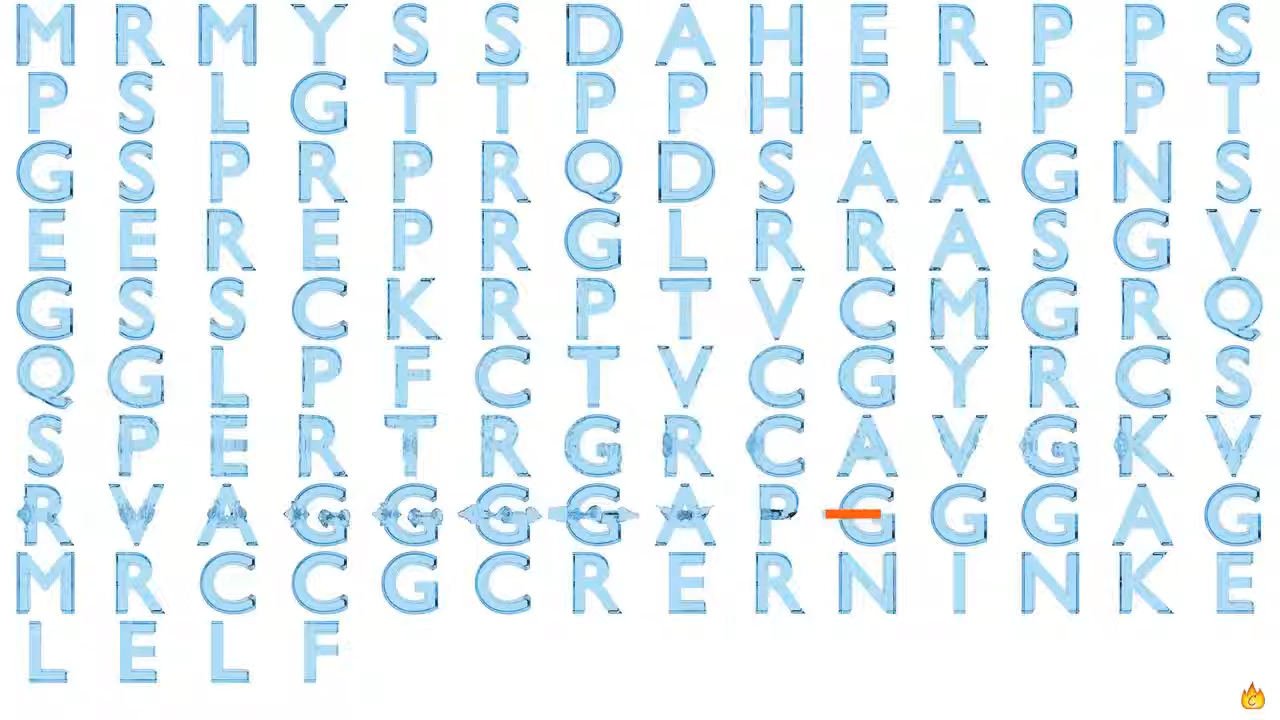 M R M Y S S D A H E R P P S
P S L G T T P P H P L P P T
G S P R P R Q D S A A G N S
E E R E P R G L R R A S G V
G S S C K R P T V C M G R Q
Q G L P F C T V C G Y R C S
S P E R T R G R C A V G K V
R V A G G G G A P G G G A G
M R C C G C R E R N I N K E
L E L F